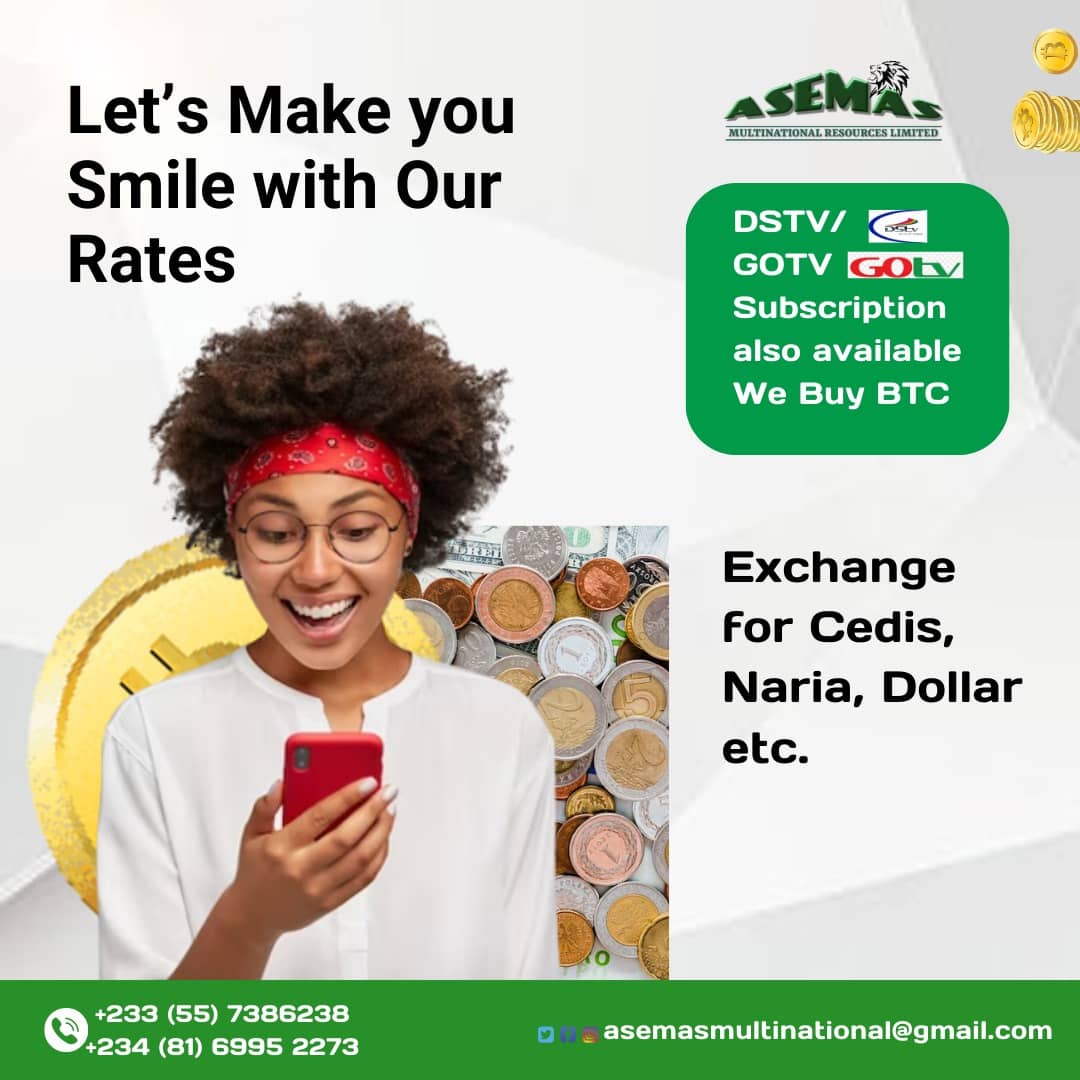 Let's Make you
Smile with Our
Rates
ASEMAS
MULTINATIONAL RESOURCES LIMITED
DSTV/ DStv
GOTV GOtv
Subscription
also available
We Buy BTC
Exchange
for Cedis,
Naria, Dollar
etc.
+233 (55) 7386238
+234 (81) 6995 2273
asemasmultinational@gmail.com